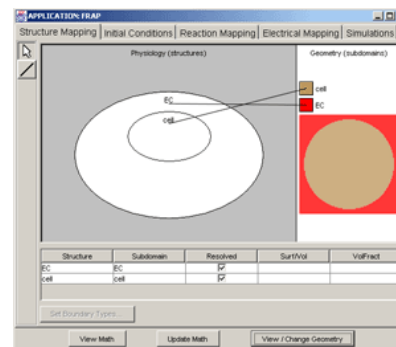 APPLICATION: FRAP
Structure Mapping Initial Conditions Reaction Mapping Electrical Mapping Simulations
Physiology (structures) Geometry (subdomains)
EC
cell
cell
EC
Structure Subdomain Resolved Surf/Vol VolFract
EC EC
cell cell
Set Boundary Types...
View Math Update Math View / Change Geometry